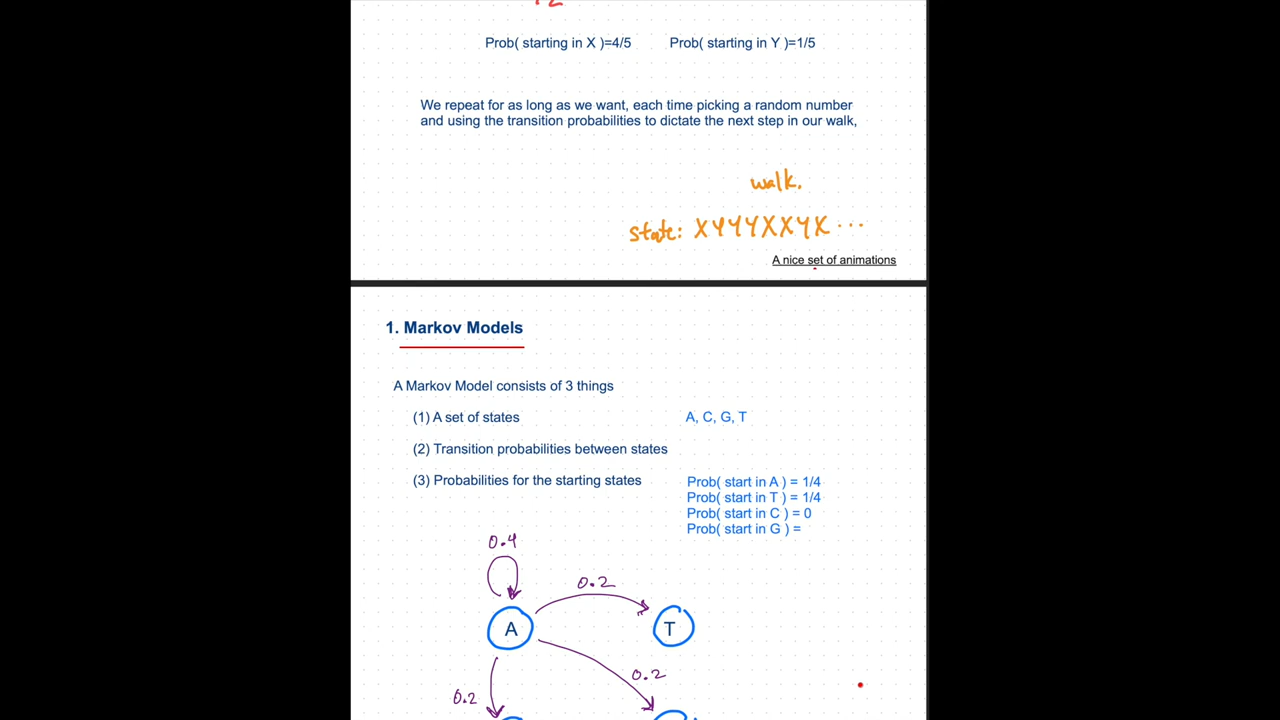 Prob( starting in X )=4/5 Prob( starting in Y )=1/5
We repeat for as long as we want, each time picking a random number
and using the transition probabilities to dictate the next step in our walk,
walk.
state: XYYYXXYX ...
A nice set of animations
1. Markov Models
A Markov Model consists of 3 things
(1) A set of states A, C, G, T
(2) Transition probabilities between states
(3) Probabilities for the starting states
Prob( start in A ) = 1/4
Prob( start in T ) = 1/4
Prob( start in C ) = 0
Prob( start in G ) =
0.4
0.2
A T
0.2
0.2